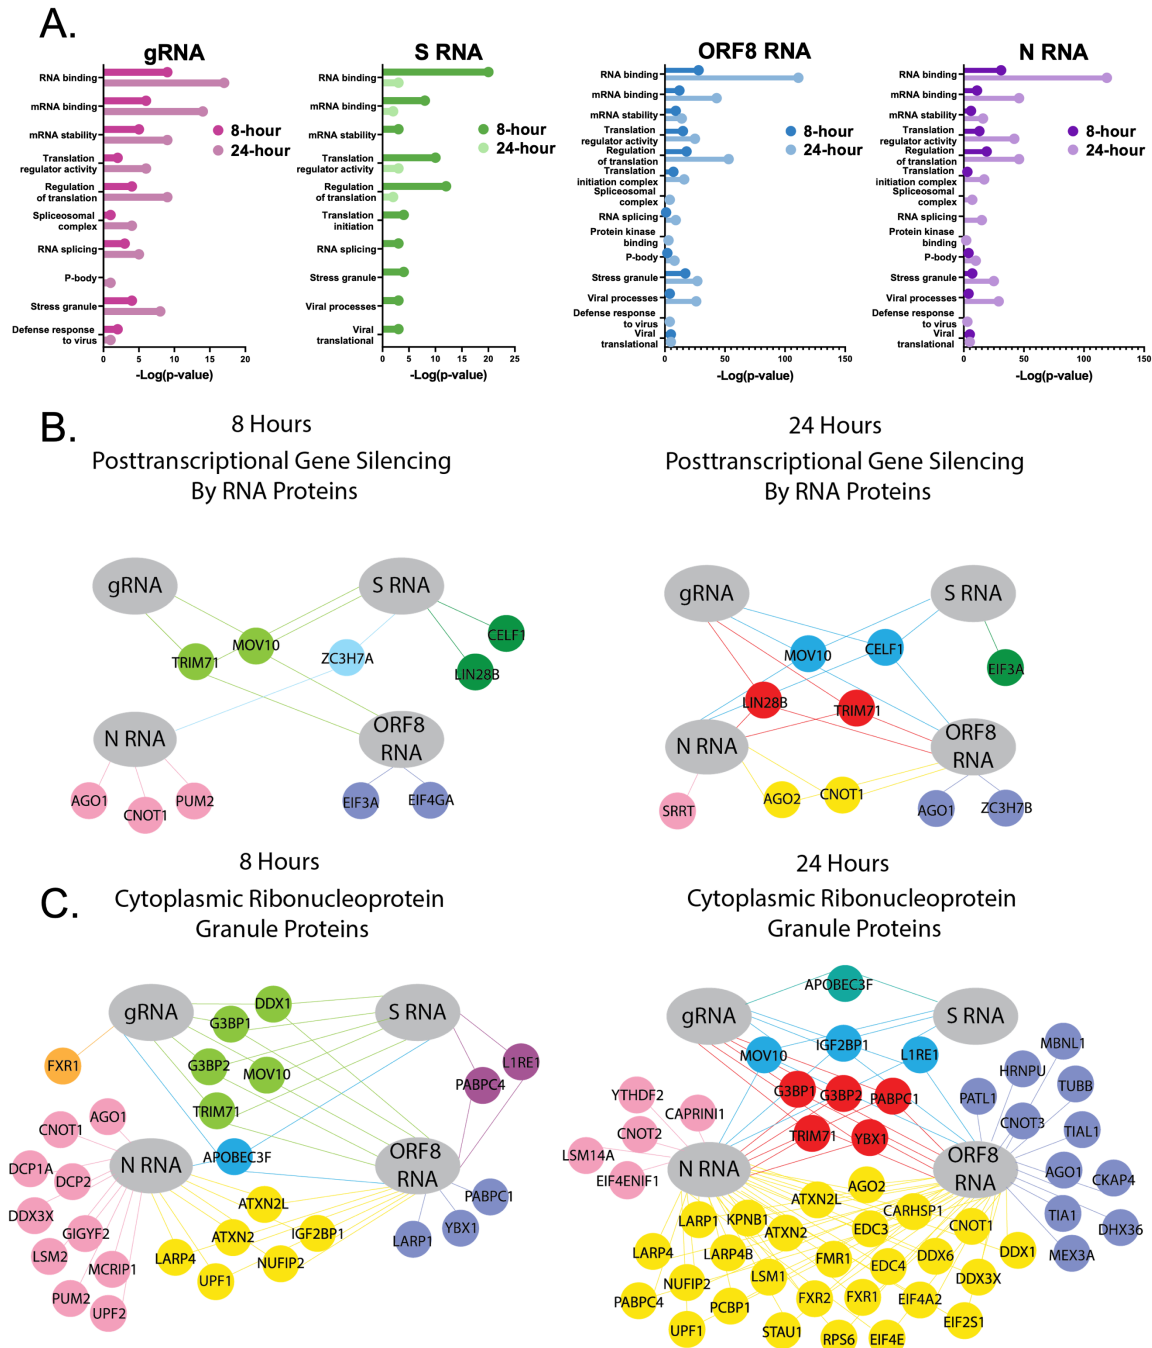 A.
gRNA
RNA binding
mRNA binding
mRNA stability
Translation
regulator activity
Regulation
of translation
Spliceosomal
complex
RNA splicing
P-body
Stress granule
Defense response
to virus
8-hour
24-hour
0 5 10 15 20
-Log(p-value)
S RNA
RNA binding
mRNA binding
mRNA stability
Translation
regulator activity
Regulation
of translation
Translation
initiation
RNA splicing
Stress granule
Viral processes
Viral
translational
8-hour
24-hour
0 5 10 15 20 25
-Log(p-value)
ORF8 RNA
RNA binding
mRNA binding
mRNA stability
Translation
regulator activity
Regulation
of translation
Translation
initiation complex
Spliceosomal
complex
RNA splicing
Protein kinase
binding
P-body
Stress granule
Viral processes
Defense response
to virus
Viral
translational
8-hour
24-hour
0 50 100 150
-Log(p-value)
N RNA
RNA binding
mRNA binding
mRNA stability
Translation
regulator activity
Regulation
of translation
Translation
initiation complex
Spliceosomal
complex
RNA splicing
Protein kinase
binding
P-body
Stress granule
Viral processes
Defense response
to virus
Viral
translational
8-hour
24-hour
0 50 100 150
-Log(p-value)
B.
8 Hours
Posttranscriptional Gene Silencing
By RNA Proteins
gRNA
S RNA
MOV10
TRIM71
ZC3H7A
CELF1
LIN28B
N RNA
ORF8
RNA
AGO1
CNOT1
PUM2
EIF3A
EIF4GA
24 Hours
Posttranscriptional Gene Silencing
By RNA Proteins
gRNA
S RNA
MOV10
CELF1
EIF3A
LIN28B
TRIM71
N RNA
ORF8
RNA
SRRT
AGO2
CNOT1
AGO1
ZC3H7B
C.
8 Hours
Cytoplasmic Ribonucleoprotein
Granule Proteins
gRNA
S RNA
DDX1
G3BP1
FXR1
G3BP2
MOV10
L1RE1
PABPC4
TRIM71
AGO1
CNOT1
N RNA
APOBEC3F
ORF8
RNA
DCP1A
DCP2
DDX3X
GIGYF2
LSM2
MCRIP1
PUM2
UPF2
ATXN2L
ATXN2
IGF2BP1
LARP4
NUFIP2
UPF1
PABPC1
YBX1
LARP1
24 Hours
Cytoplasmic Ribonucleoprotein
Granule Proteins
APOBEC3F
gRNA
S RNA
MOV10
IGF2BP1
L1RE1
G3BP1
G3BP2
PABPC1
TRIM71
YBX1
YTHDF2
CAPRINI1
CNOT2
LSM14A
EIF4ENIF1
N RNA
ORF8
RNA
MBNL1
HRNPU
TUBB
PATL1
CNOT3
TIAL1
AGO1
CKAP4
TIA1
DHX36
MEX3A
AGO2
ATXN2L
CARHSP1
LARP1
KPNB1
ATXN2
EDC3
CNOT1
LARP4
LARP4B
FMR1
EDC4
DDX6
DDX1
NUFIP2
LSM1
DDX3X
PABPC4
PCBP1
FXR2
FXR1
EIF4A2
EIF2S1
UPF1
STAU1
RPS6
EIF4E